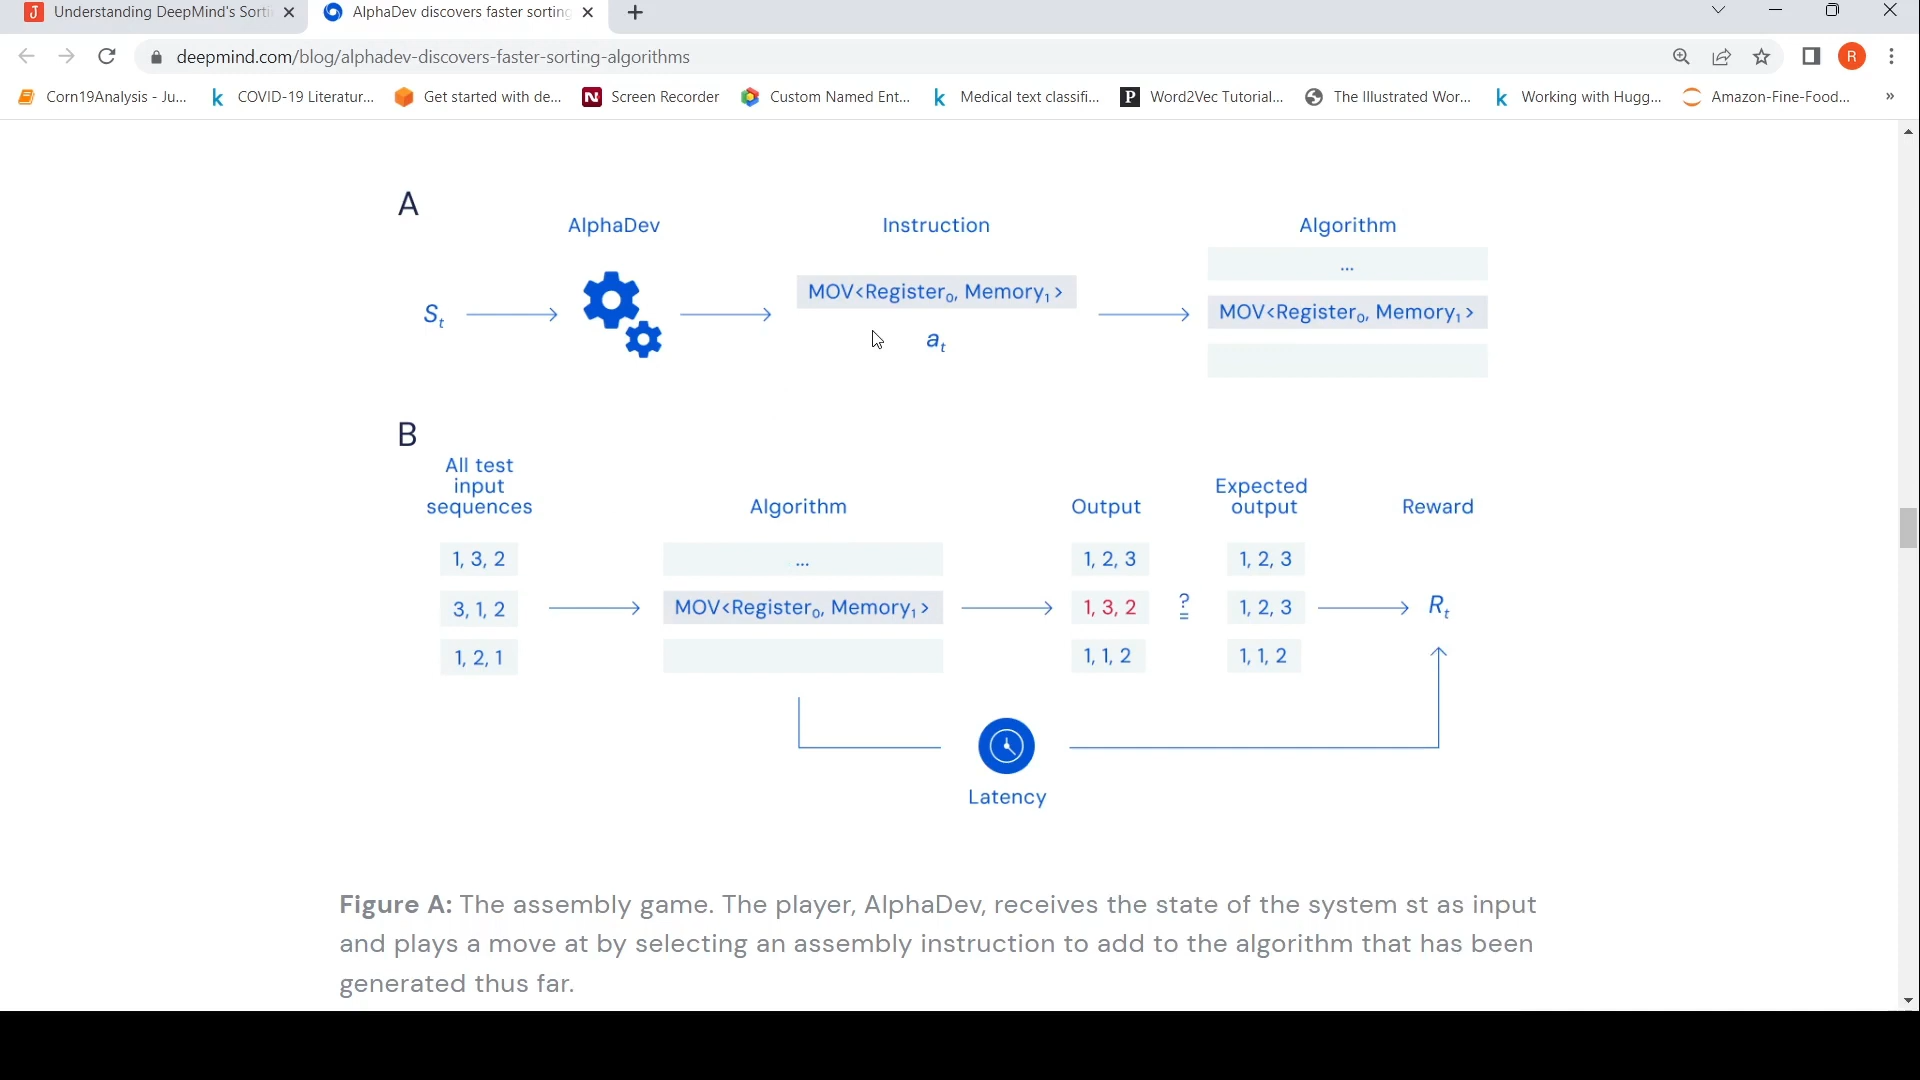 Understanding DeepMind's Sorti
AlphaDev discovers faster sorting
deepmind.com/blog/alphadev-discovers-faster-sorting-algorithms
R
Corn19Analysis - Ju...
COVID-19 Literatur...
Get started with de...
Screen Recorder
Custom Named Ent...
Medical text classifi...
Word2Vec Tutorial...
The Illustrated Wor...
Working with Hugg...
Amazon-Fine-Food...
»
A
AlphaDev
Instruction
Algorithm
...
S_t
MOV<Register₀, Memory₁>
MOV<Register₀, Memory₁>
a_t
B
All test
input
sequences
Algorithm
Output
Expected
output
Reward
1, 3, 2
...
1, 2, 3
1, 2, 3
3, 1, 2
MOV<Register₀, Memory₁>
1, 3, 2
?
=
1, 2, 3
R_t
1, 2, 1
1, 1, 2
1, 1, 2
Latency
Figure A: The assembly game. The player, AlphaDev, receives the state of the system st as input
and plays a move at by selecting an assembly instruction to add to the algorithm that has been
generated thus far.